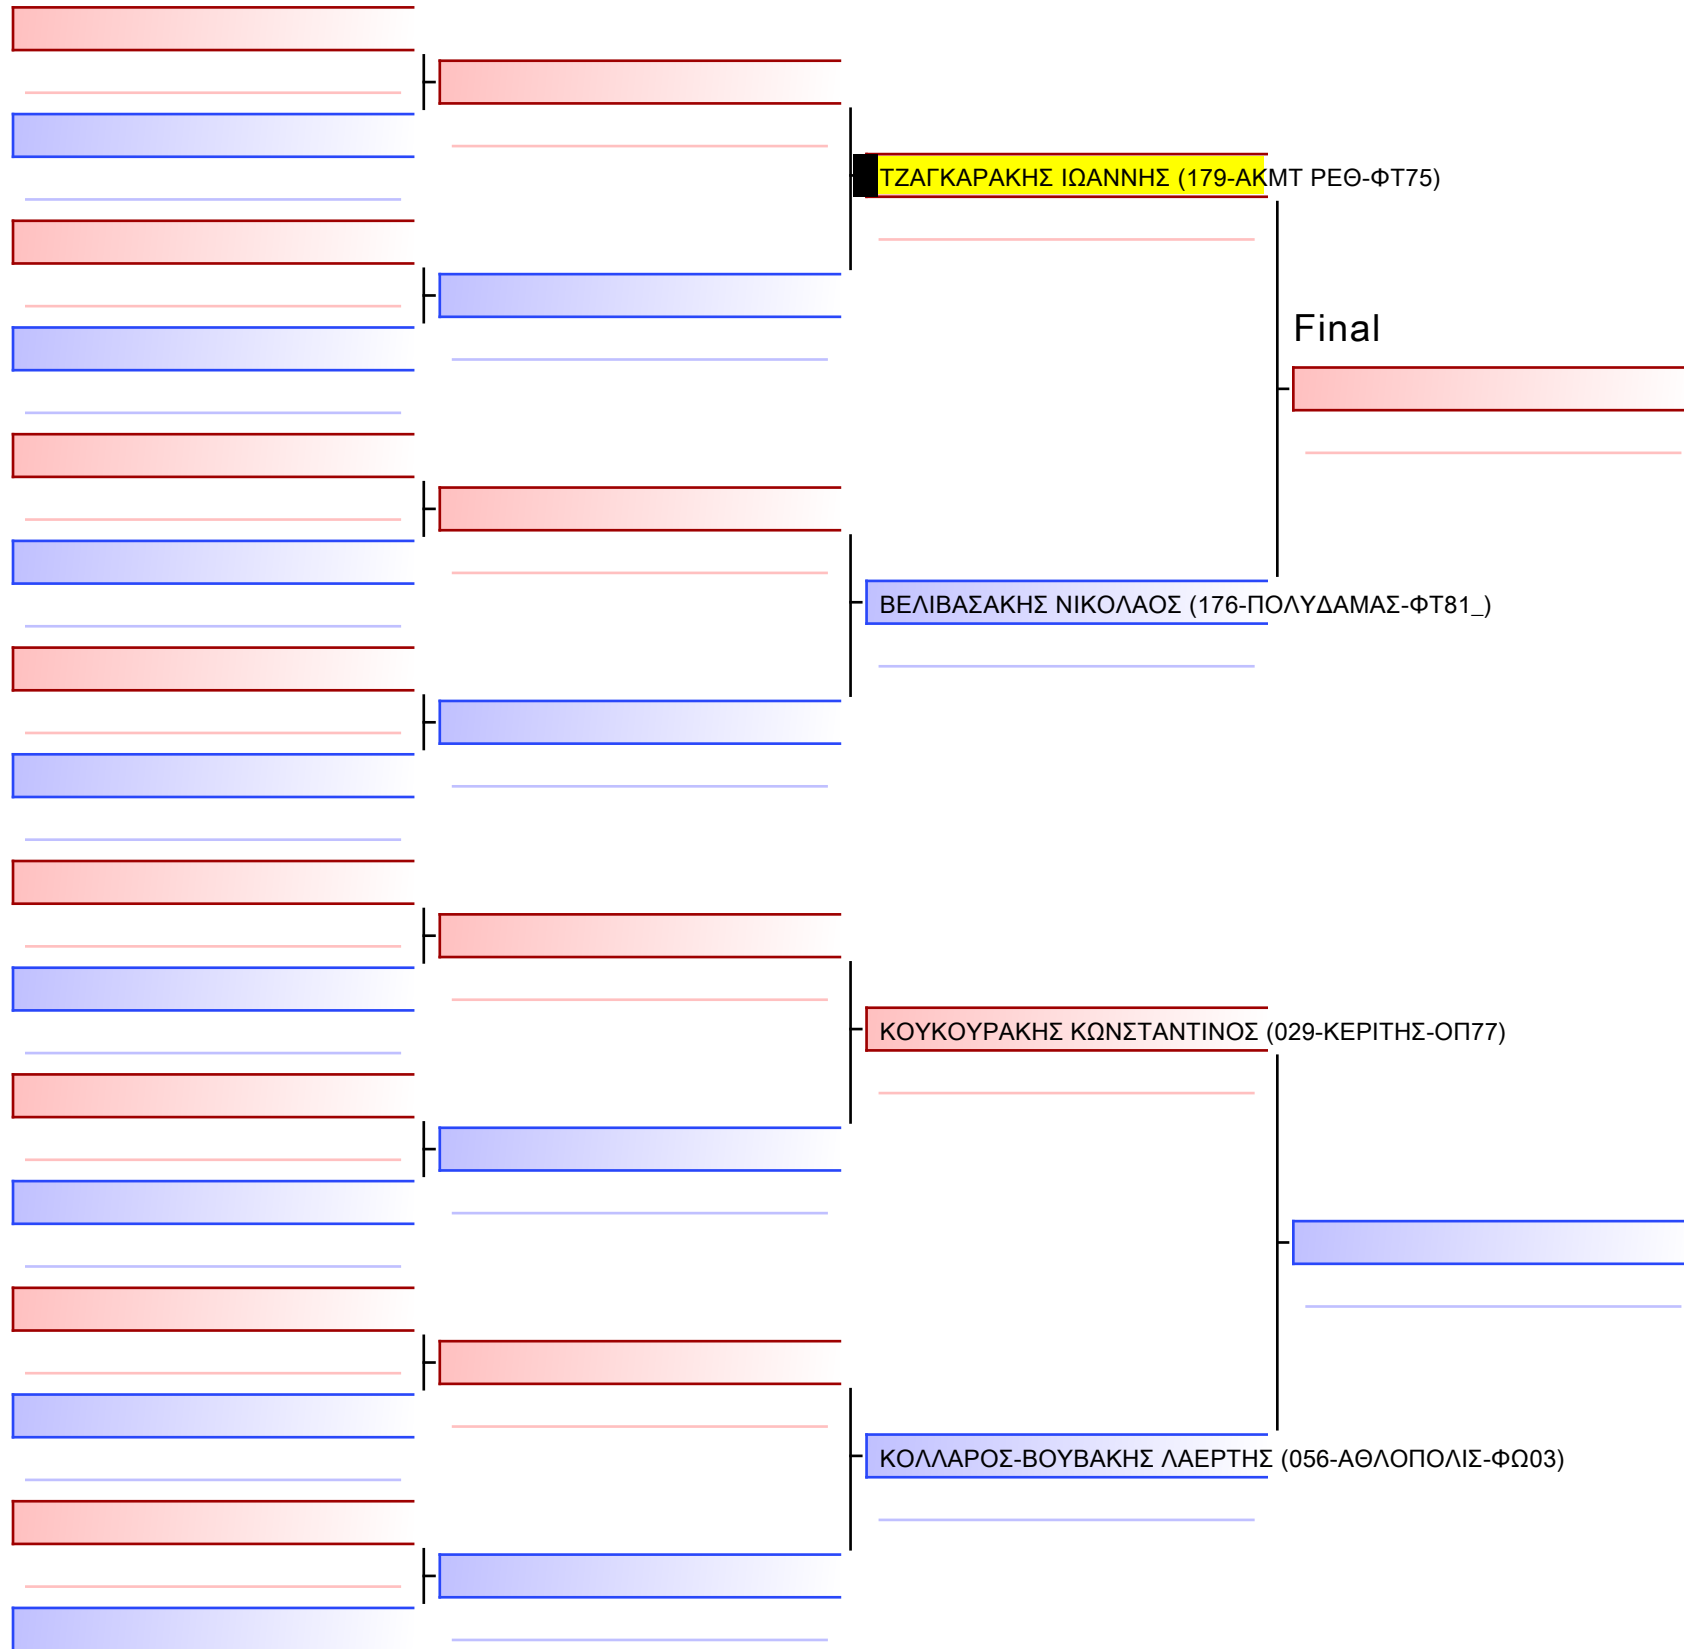 ΤΖΑΓΚΑΡΑΚΗΣ ΙΩΑΝΝΗΣ (179-ΑΚΜΤ ΡΕΘ-ΦΤ75)
Final
ΒΕΛΙΒΑΣΑΚΗΣ ΝΙΚΟΛΑΟΣ (176-ΠΟΛΥΔΑΜΑΣ-ΦΤ81_)
ΚΟΥΚΟΥΡΑΚΗΣ ΚΩΝΣΤΑΝΤΙΝΟΣ (029-ΚΕΡΙΤΗΣ-ΟΠ77)
ΚΟΛΛΑΡΟΣ-ΒΟΥΒΑΚΗΣ ΛΑΕΡΤΗΣ (056-ΑΘΛΟΠΟΛΙΣ-ΦΩ03)